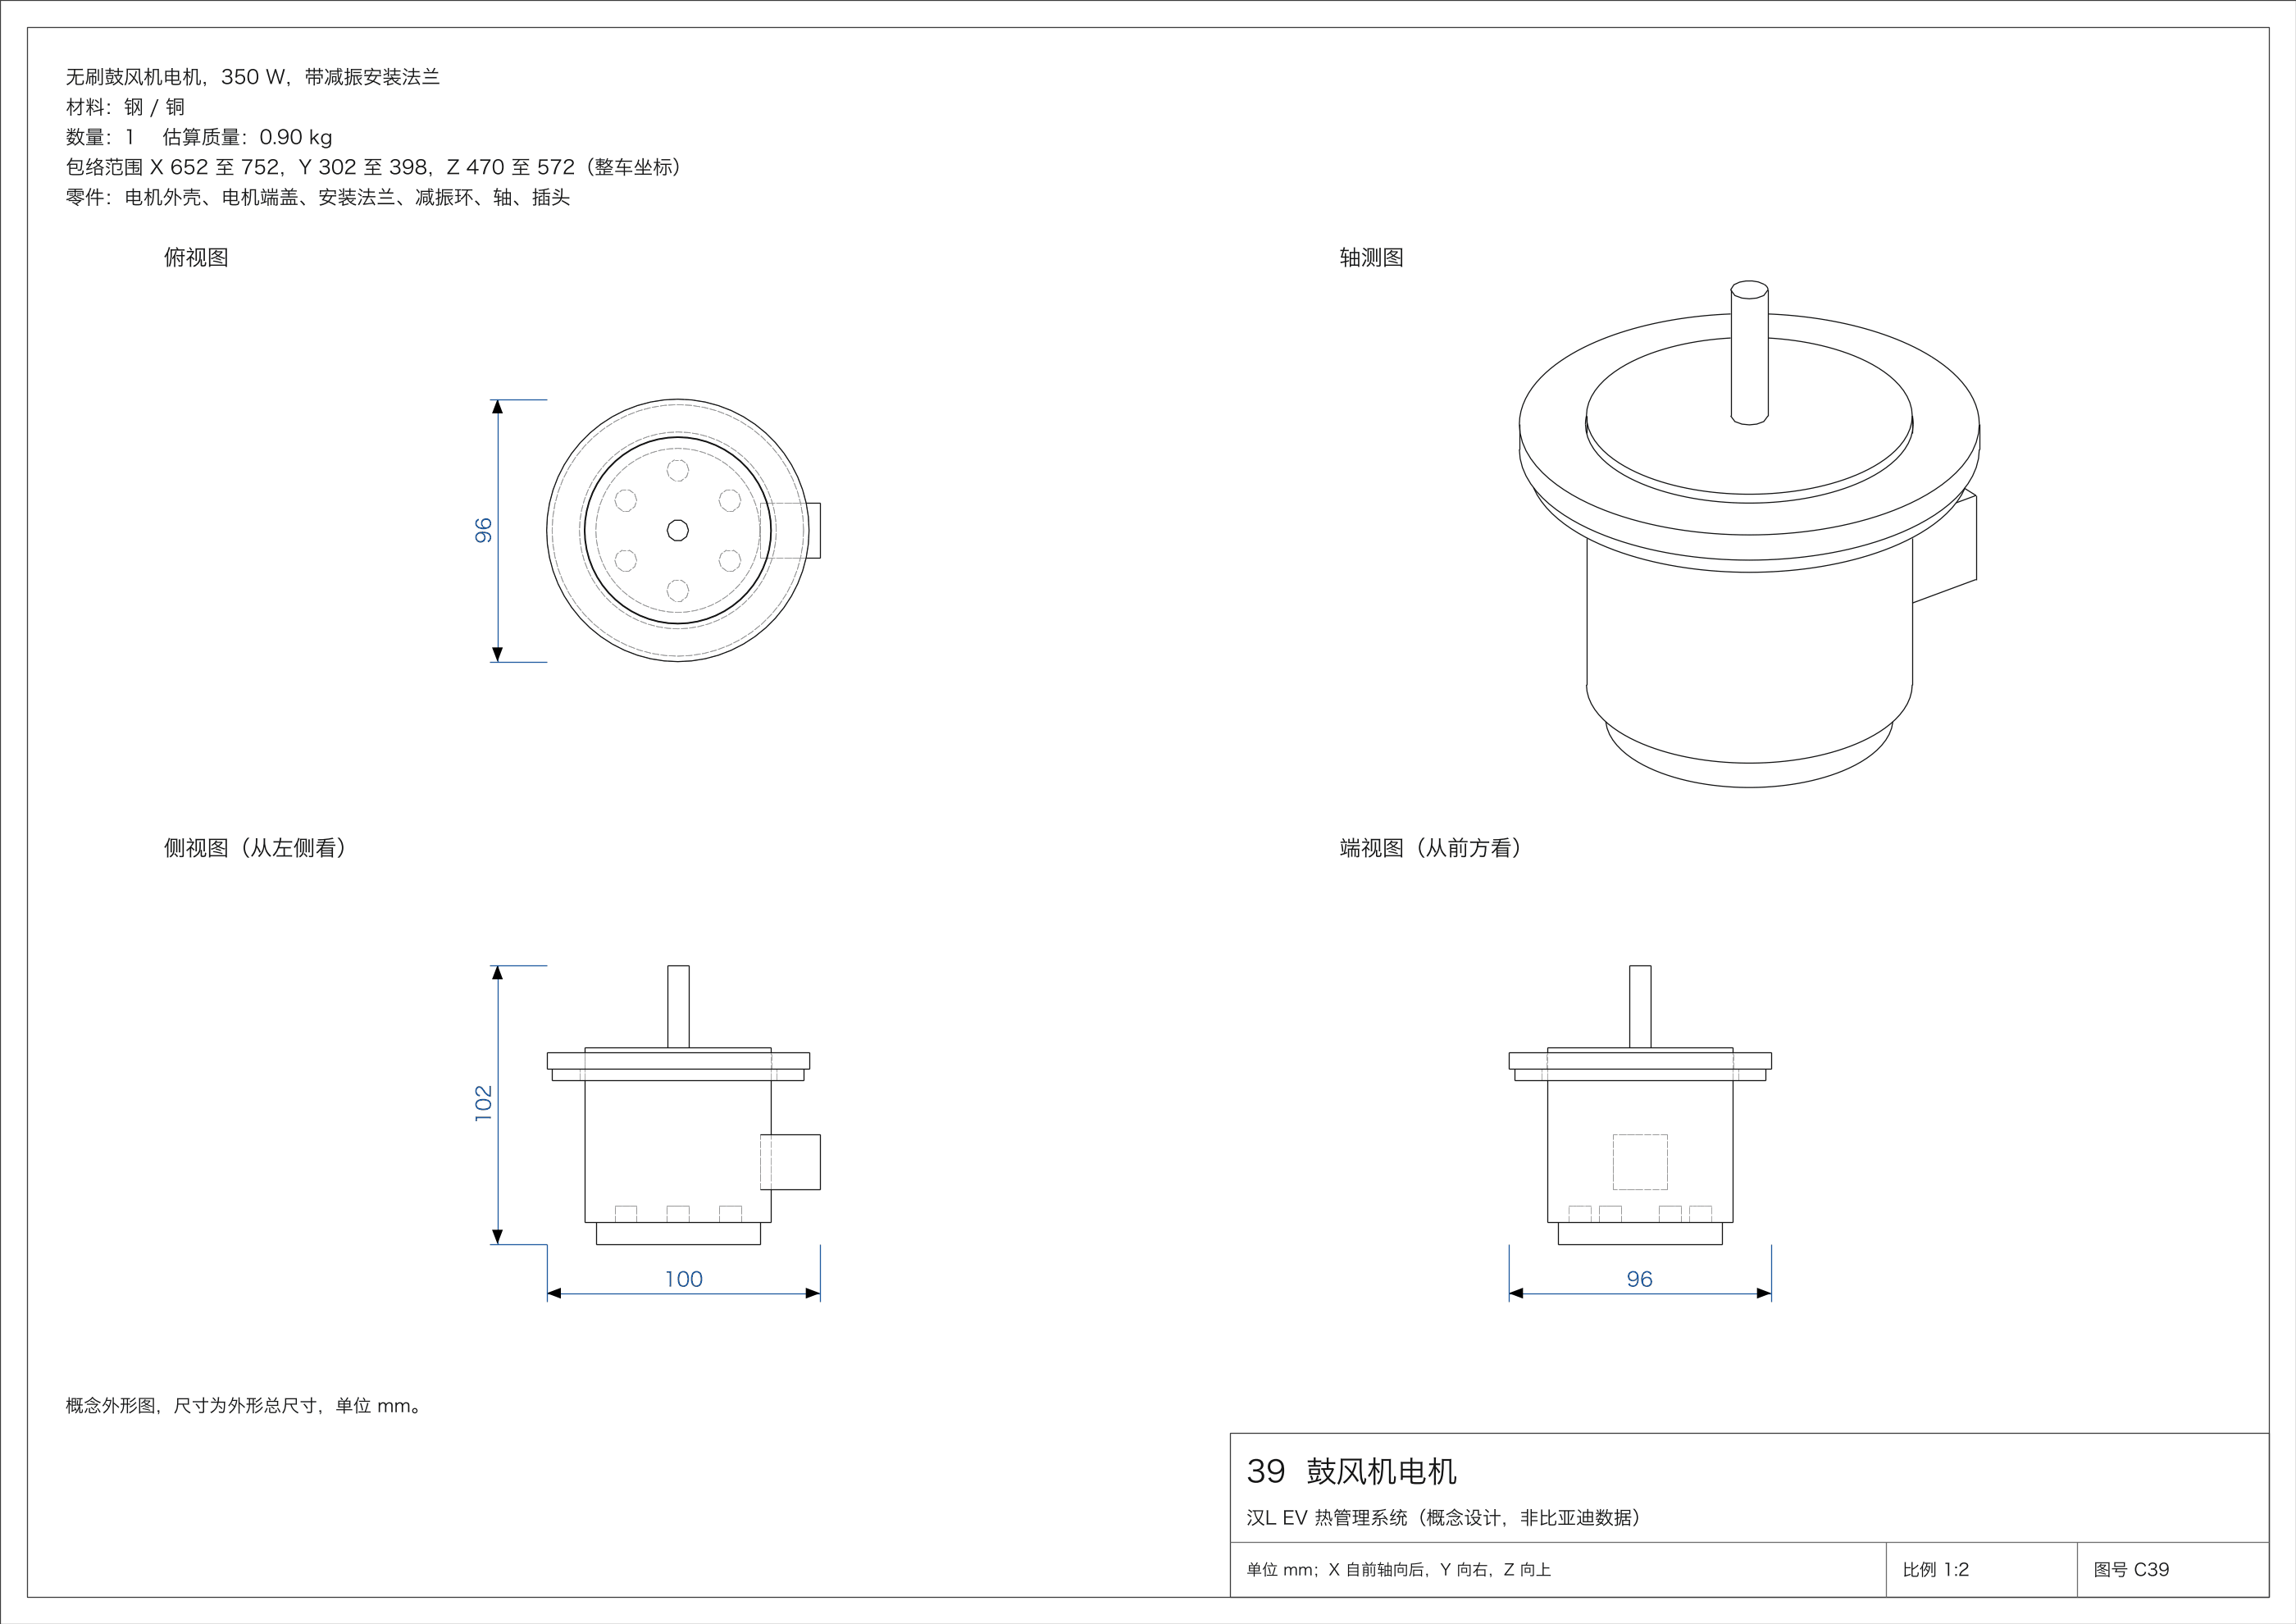 无刷鼓风机电机，350 W，带减振安装法兰
材料：钢 / 铜
数量：1 估算质量：0.90 kg
包络范围 X 652 至 752，Y 302 至 398，Z 470 至 572（整车坐标）
零件：电机外壳、电机端盖、安装法兰、减振环、轴、插头
俯视图
轴测图
96
侧视图（从左侧看）
端视图（从前方看）
102
100
96
概念外形图，尺寸为外形总尺寸，单位 mm。
39 鼓风机电机
汉L EV 热管理系统（概念设计，非比亚迪数据）
单位 mm；X 自前轴向后，Y 向右，Z 向上
比例 1:2
图号 C39